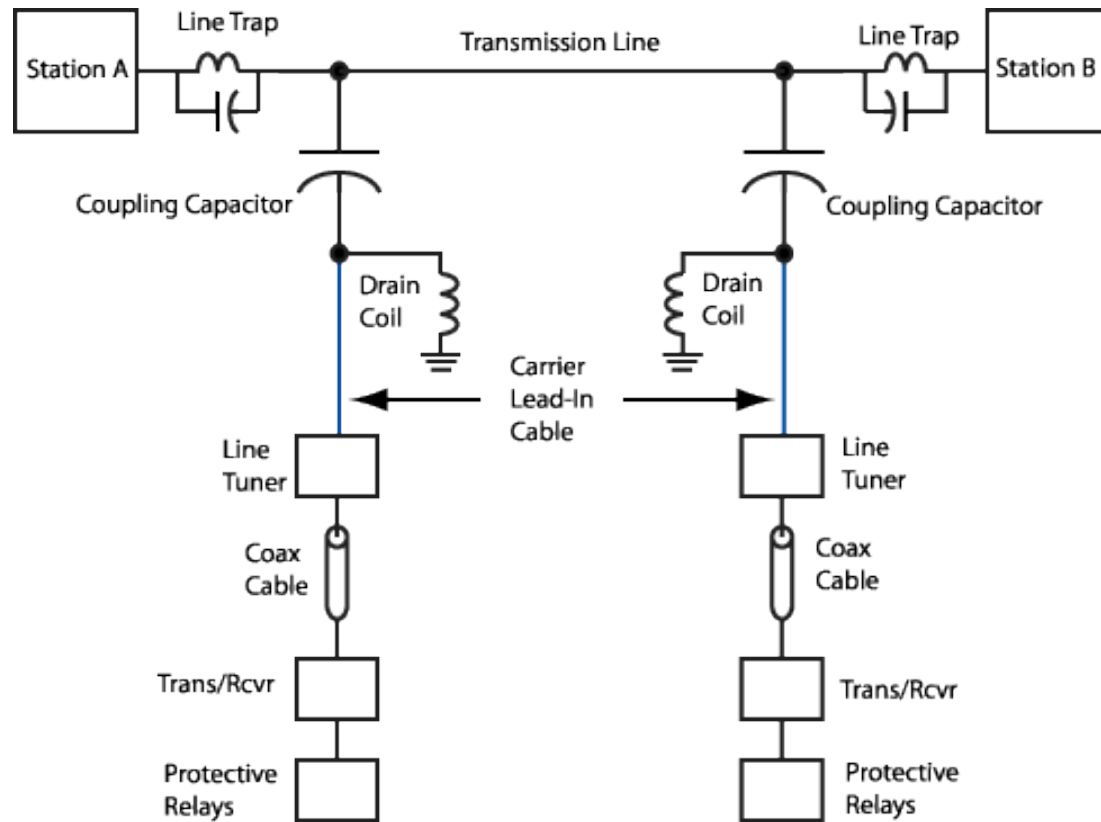 Line Trap
Transmission Line
Line Trap
Station A
Station B
Coupling Capacitor
Coupling Capacitor
Drain
Coil
Drain
Coil
Carrier
Lead-In
Cable
Line
Tuner
Line
Tuner
Coax
Cable
Coax
Cable
Trans/Rcvr
Trans/Rcvr
Protective
Relays
Protective
Relays